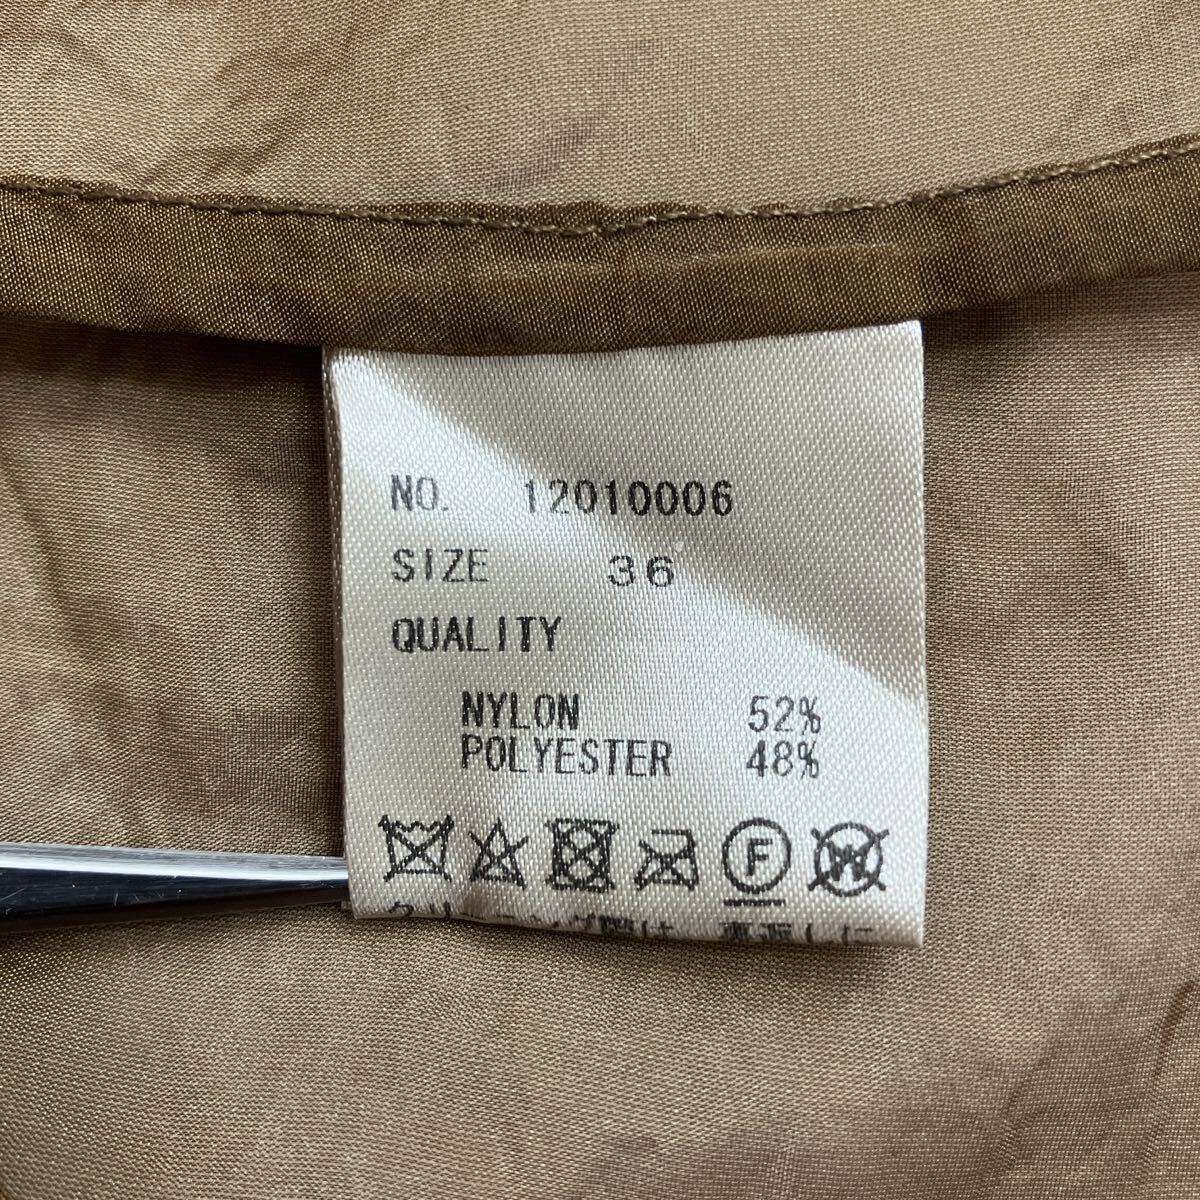 NO. 12010006
SIZE 36
QUALITY
NYLON 52%
POLYESTER 48%
F W